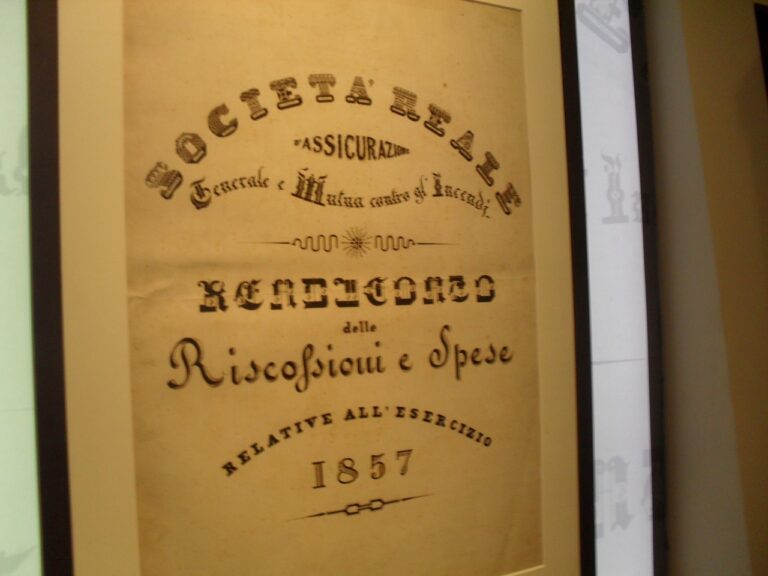 SOCIETA' REALE
D'ASSICURAZIONE
Generale e Mutua contro gl' Incendj
RENDICONTO
delle
Riscoſsioni e Spese
RELATIVE ALL'ESERCIZIO
1857